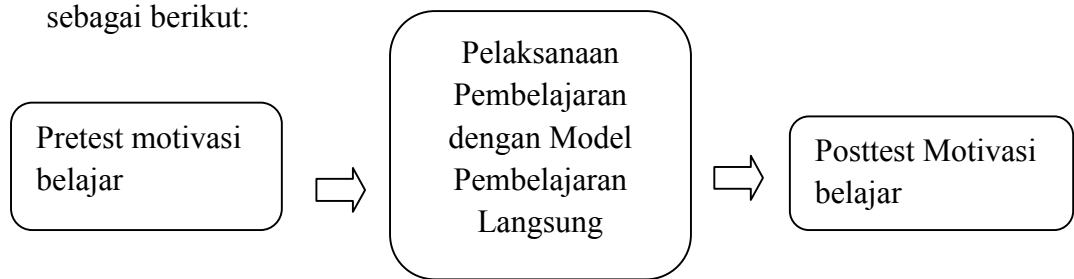 sebagai berikut:
Pretest motivasi
belajar
Pelaksanaan
Pembelajaran
dengan Model
Pembelajaran
Langsung
Posttest Motivasi
belajar